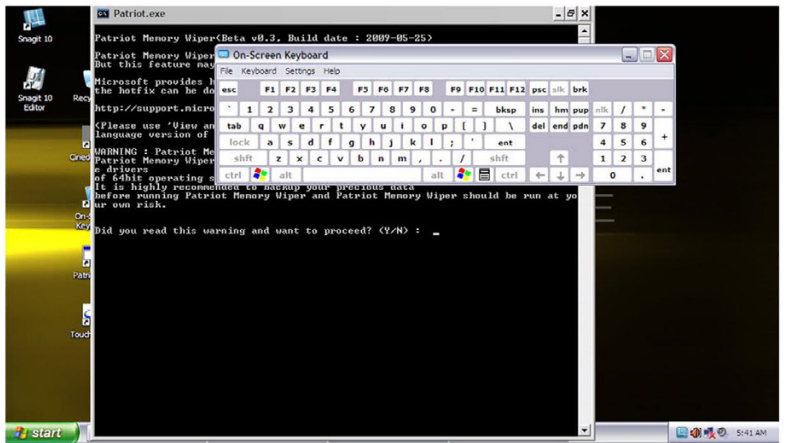 Snagit 10
Snagit 10
Editor
Recy
Cined
On-S
Key
Patri
Touch
Patriot.exe
Patriot Memory Wiper(Beta v0.3, Build date : 2009-05-25)
Patriot Memory Wiper
But this feature may
Microsoft provides h
the hotfix can be do
http://support.micro
(Please use 'View an
language version of
WARNING : Patriot Me
Patriot Memory Wiper
e drivers
of 64bit operating s
It is highly recommended to backup your precious data
before running Patriot Memory Wiper and Patriot Memory Wiper should be run at yo
ur own risk.
Did you read this warning and want to proceed? (Y/N) : _
On-Screen Keyboard
File Keyboard Settings Help
esc F1 F2 F3 F4 F5 F6 F7 F8 F9 F10 F11 F12 psc slk brk
` 1 2 3 4 5 6 7 8 9 0 - = bksp ins hm pup nlk / * -
tab q w e r t y u i o p [ ] \ del end pdn 7 8 9 +
lock a s d f g h j k l ; ' ent 4 5 6
shft z x c v b n m , . / shft ↑ 1 2 3 ent
ctrl alt alt ctrl ← ↓ → 0 .
start
5:41 AM